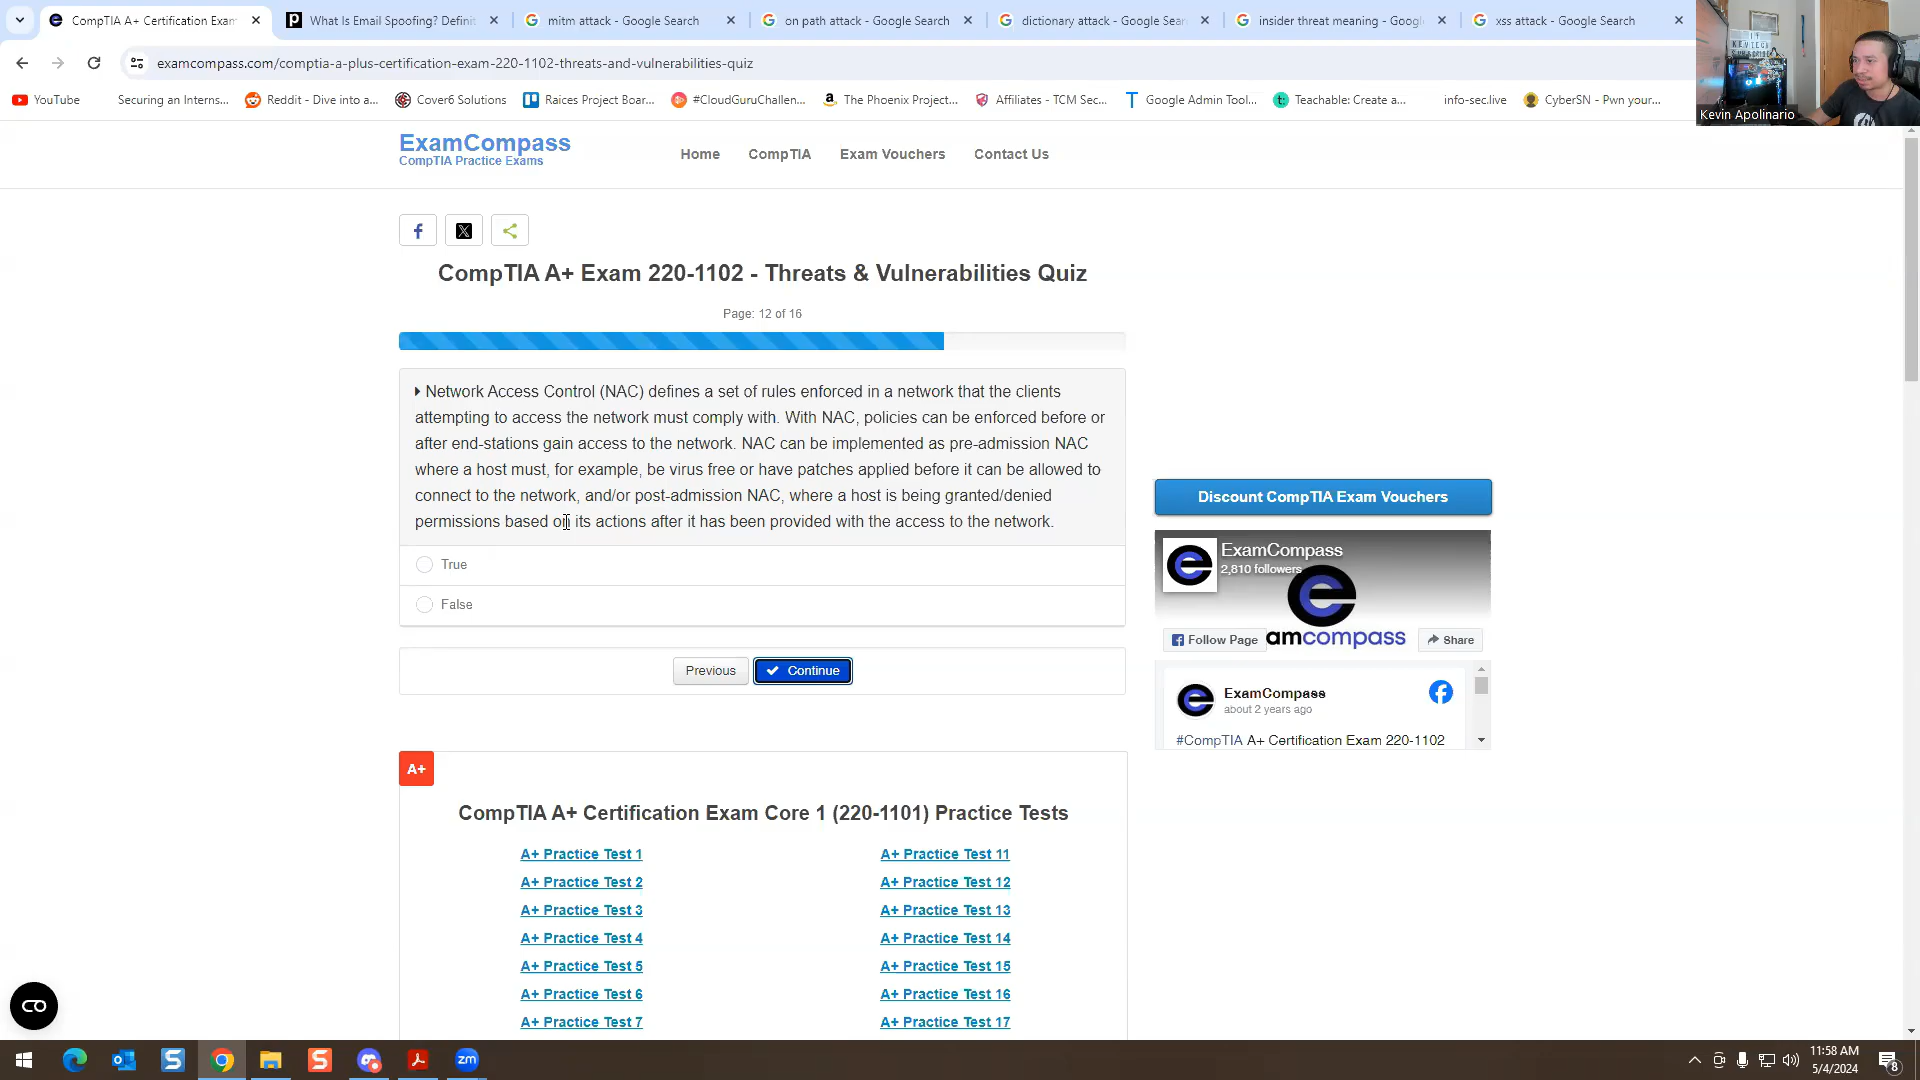 CompTIA A+ Certification Exam
What Is Email Spoofing? Definit
mitm attack - Google Search
on path attack - Google Search
dictionary attack - Google Sear
insider threat meaning - Googl
xss attack - Google Search
examcompass.com/comptia-a-plus-certification-exam-220-1102-threats-and-vulnerabilities-quiz
YouTube
Securing an Interns...
Reddit - Dive into a...
Cover6 Solutions
Raices Project Boar...
#CloudGuruChallen...
The Phoenix Project...
Affiliates - TCM Sec...
Google Admin Tool...
Teachable: Create a...
info-sec.live
CyberSN - Pwn your...
Kevin Apolinario
ExamCompass
CompTIA Practice Exams
Home
CompTIA
Exam Vouchers
Contact Us
CompTIA A+ Exam 220-1102 - Threats & Vulnerabilities Quiz
Page: 12 of 16
Network Access Control (NAC) defines a set of rules enforced in a network that the clients
attempting to access the network must comply with. With NAC, policies can be enforced before or
after end-stations gain access to the network. NAC can be implemented as pre-admission NAC
where a host must, for example, be virus free or have patches applied before it can be allowed to
connect to the network, and/or post-admission NAC, where a host is being granted/denied
permissions based on its actions after it has been provided with the access to the network.
True
False
Previous
Continue
Discount CompTIA Exam Vouchers
ExamCompass
2,810 followers
amcompass
Follow Page
Share
ExamCompass
about 2 years ago
#CompTIA A+ Certification Exam 220-1102
A+
CompTIA A+ Certification Exam Core 1 (220-1101) Practice Tests
A+ Practice Test 1
A+ Practice Test 11
A+ Practice Test 2
A+ Practice Test 12
A+ Practice Test 3
A+ Practice Test 13
A+ Practice Test 4
A+ Practice Test 14
A+ Practice Test 5
A+ Practice Test 15
A+ Practice Test 6
A+ Practice Test 16
A+ Practice Test 7
A+ Practice Test 17
zm
11:58 AM
5/4/2024
8